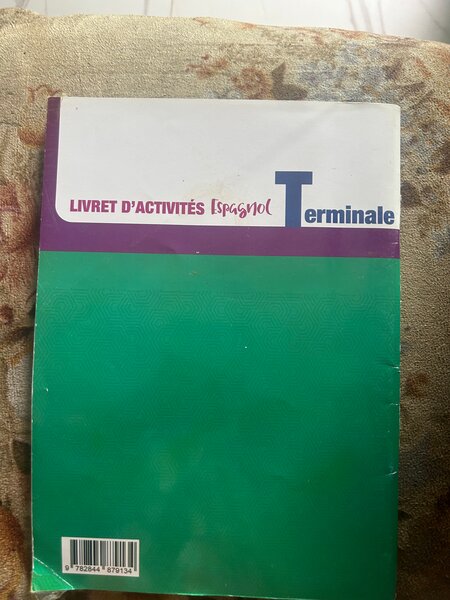 LIVRET D'ACTIVITÉS Espagnol Terminale
9 782844 879134